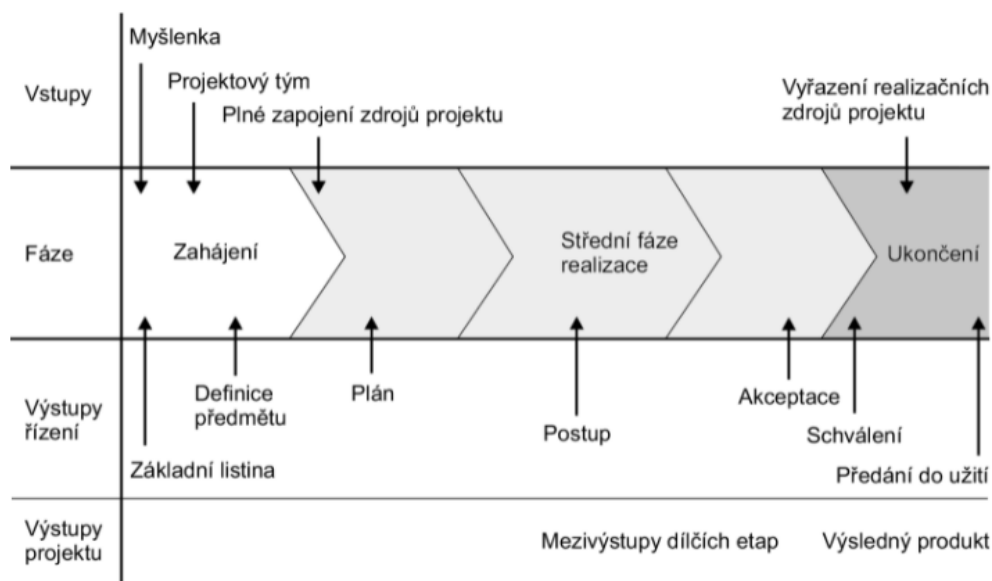 Myšlenka
Vstupy
Projektový tým
Plné zapojení zdrojů projektu
Vyřazení realizačních
zdrojů projektu
Fáze
Zahájení
Střední fáze
realizace
Ukončení
Výstupy
řízení
Definice
předmětu
Plán
Postup
Akceptace
Schválení
Základní listina
Předání do užití
Výstupy
projektu
Mezivýstupy dílčích etap
Výsledný produkt